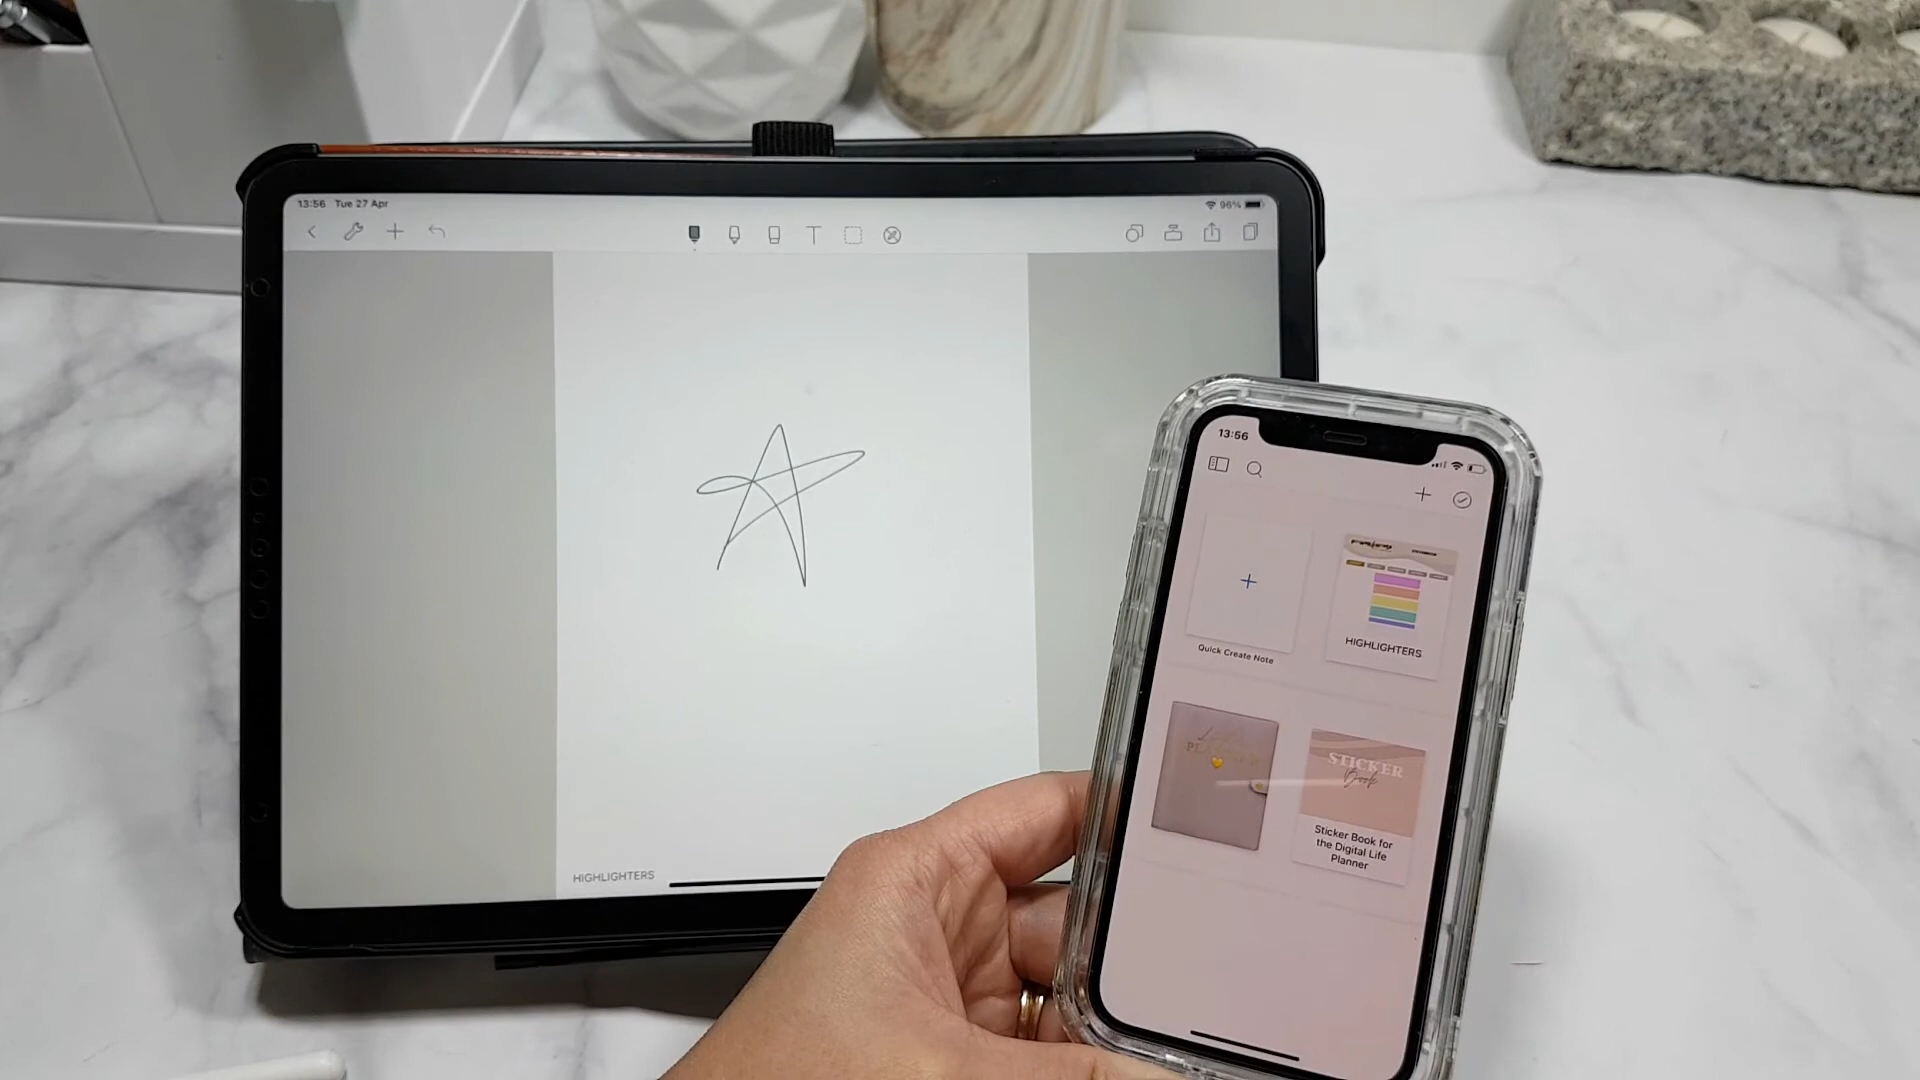 13:56 Tue 27 Apr
96%
T
HIGHLIGHTERS
13:56
Quick Create Note
HIGHLIGHTERS
STICKER
Book
Sticker Book for
the Digital Life
Planner